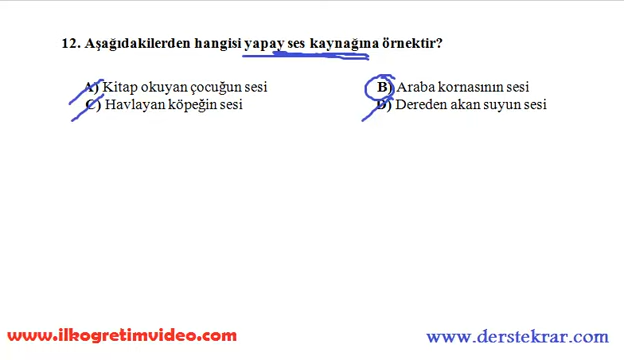 12. Aşağıdakilerden hangisi yapay ses kaynağına örnektir?
A) Kitap okuyan çocuğun sesi B) Araba kornasının sesi
C) Havlayan köpeğin sesi D) Dereden akan suyun sesi
www.ilkogretimvideo.com www.derstekrar.com